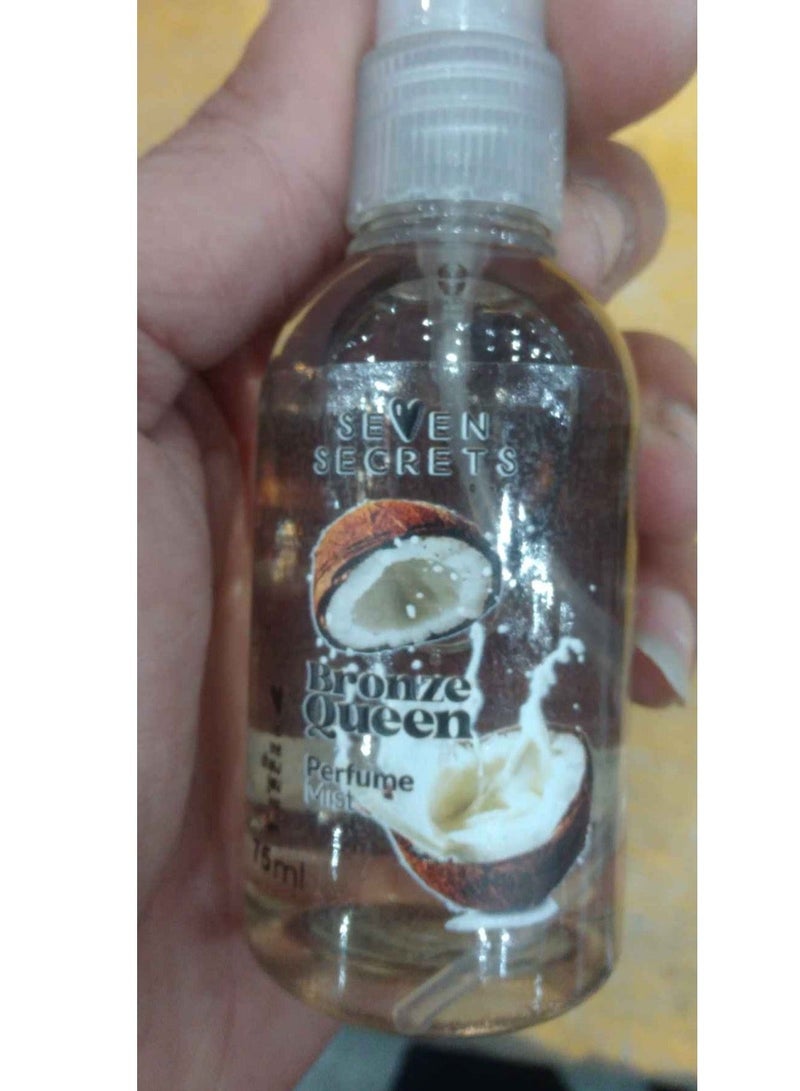 SEVEN
SECRETS
Bronze
Queen
Perfume
Mist
75ml